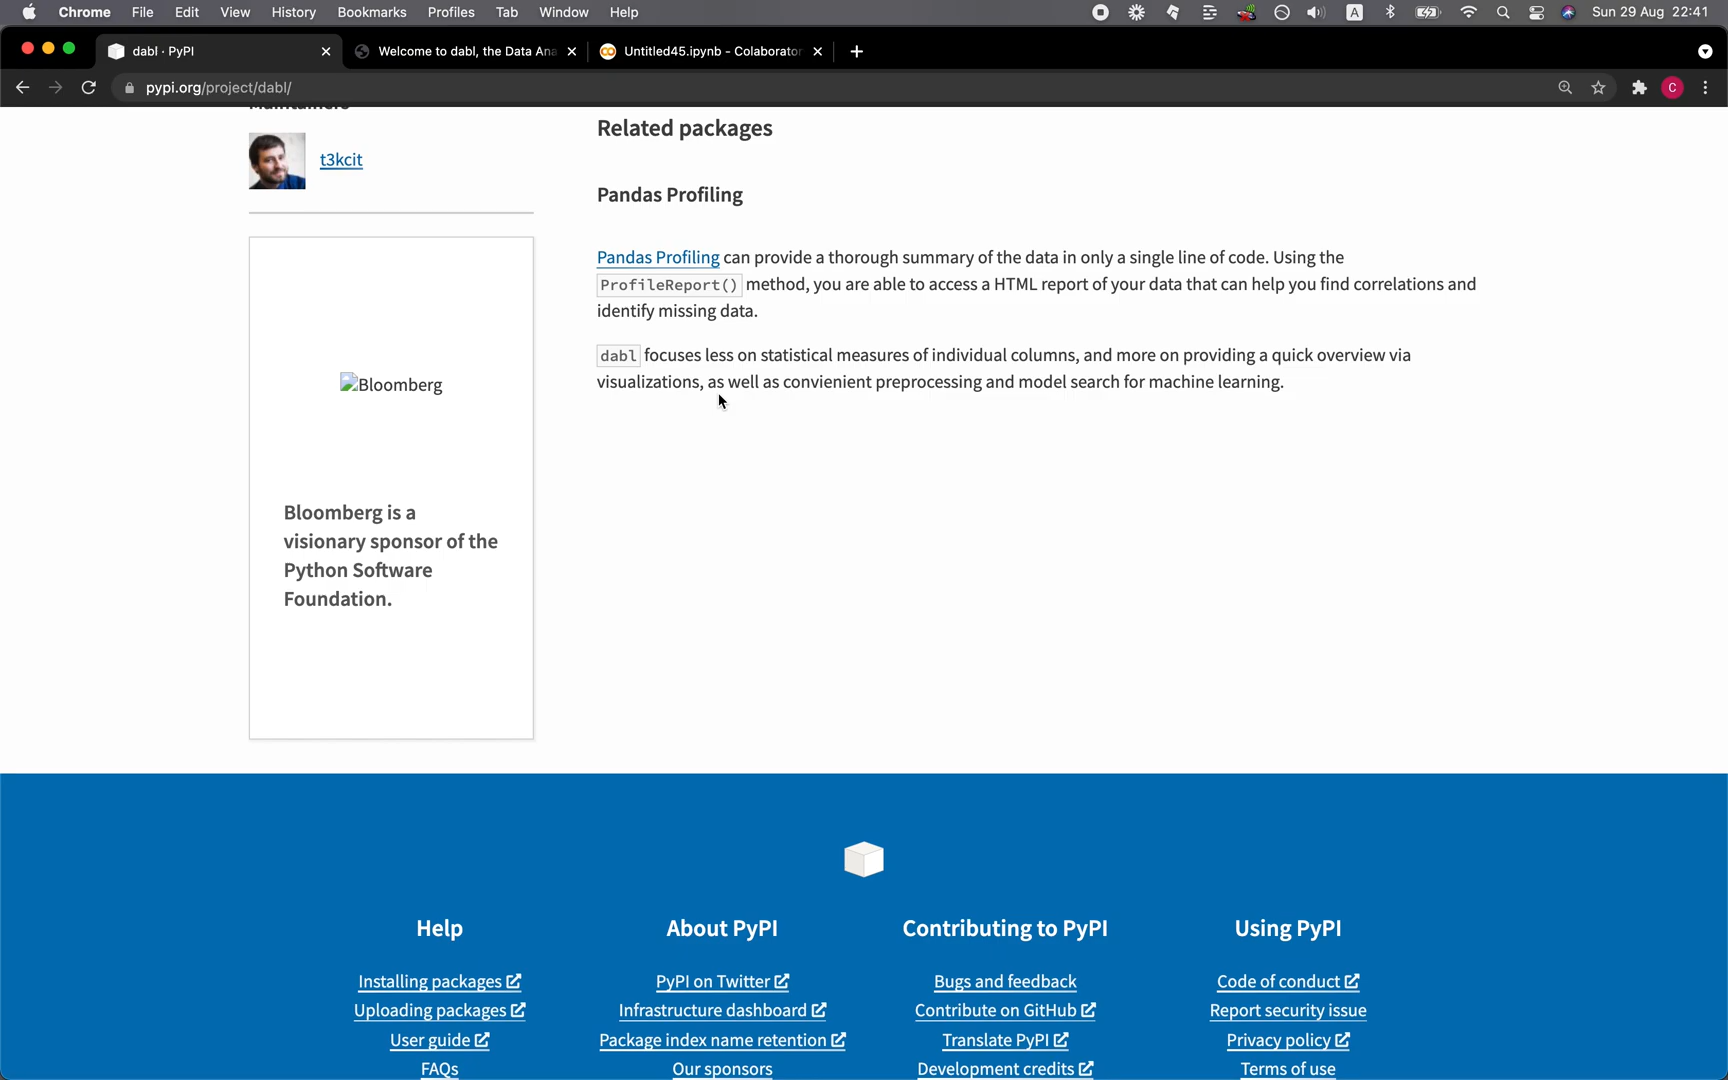 Chrome File Edit View History Bookmarks Profiles Tab Window Help A Sun 29 Aug 22:41
dabl · PyPI Welcome to dabl, the Data Ana Untitled45.ipynb - Colaborator
pypi.org/project/dabl/ C
Maintainers
t3kcit
Related packages
Pandas Profiling
Pandas Profiling can provide a thorough summary of the data in only a single line of code. Using the
ProfileReport() method, you are able to access a HTML report of your data that can help you find correlations and
identify missing data.
dabl focuses less on statistical measures of individual columns, and more on providing a quick overview via
visualizations, as well as convienient preprocessing and model search for machine learning.
Bloomberg
Bloomberg is a
visionary sponsor of the
Python Software
Foundation.
Help About PyPI Contributing to PyPI Using PyPI
Installing packages PyPI on Twitter Bugs and feedback Code of conduct
Uploading packages Infrastructure dashboard Contribute on GitHub Report security issue
User guide Package index name retention Translate PyPI Privacy policy
FAQs Our sponsors Development credits Terms of use